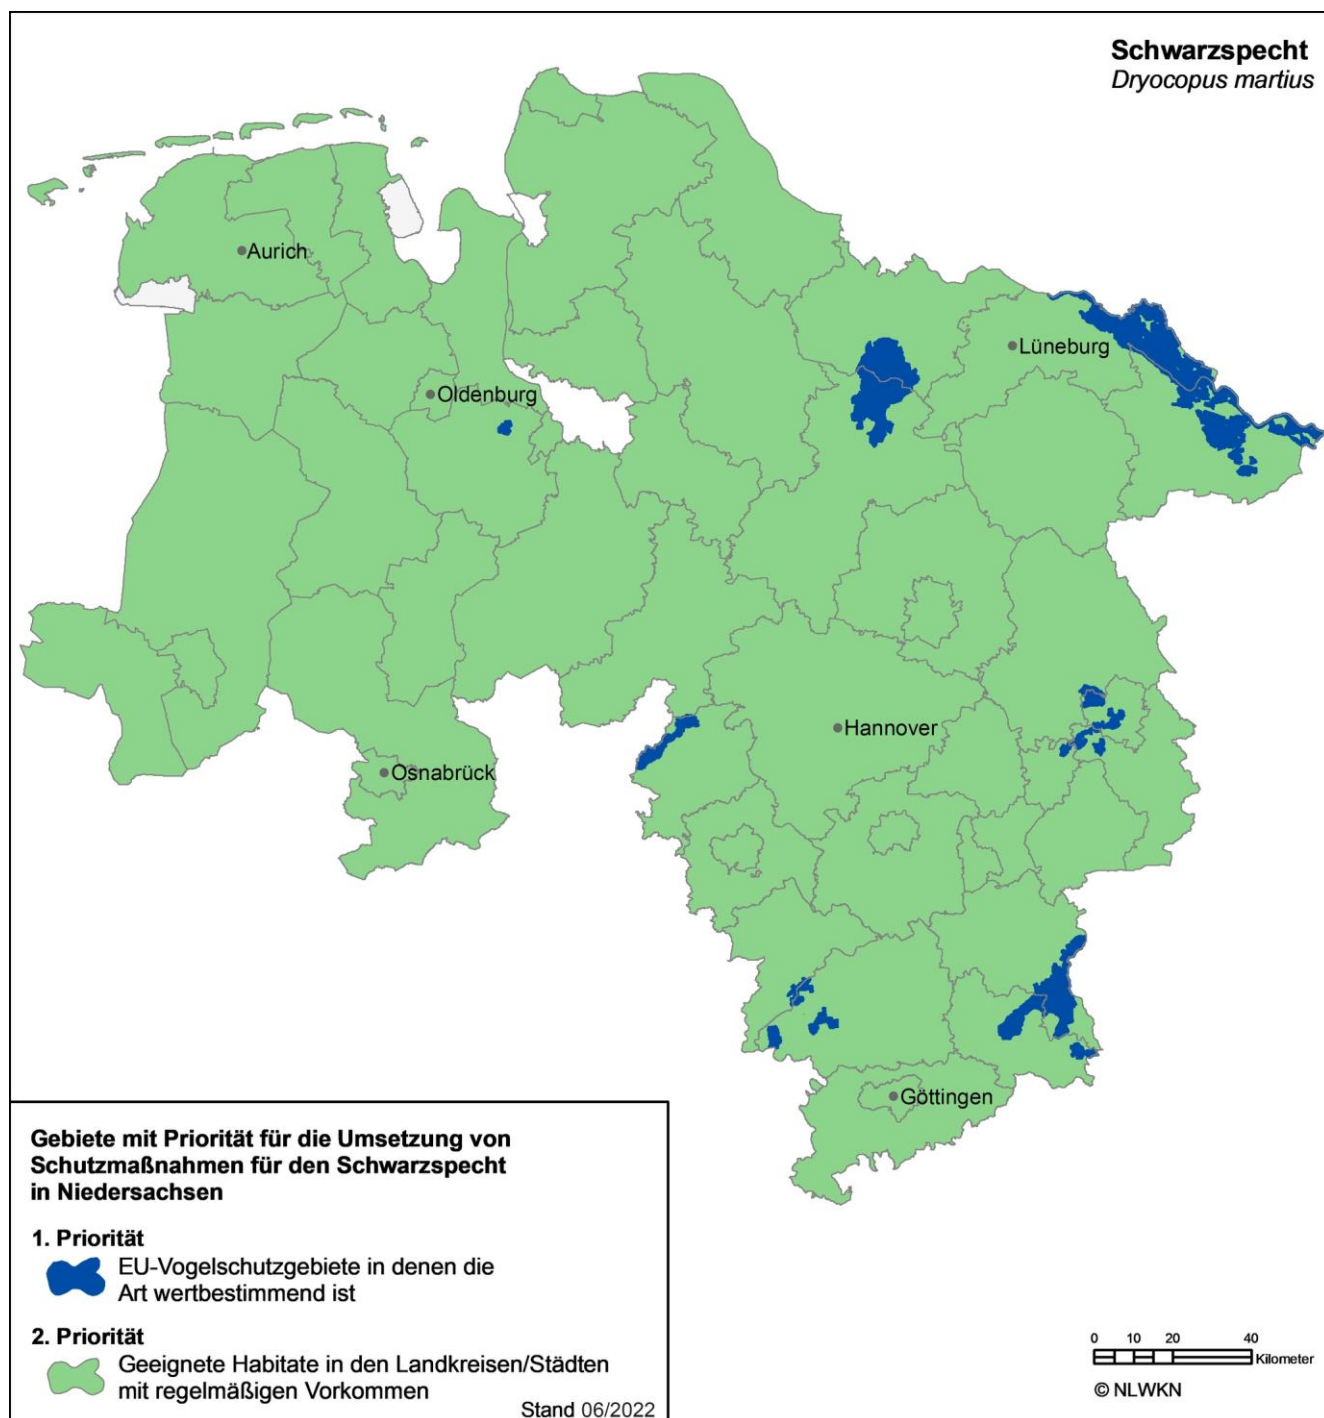 Schwarzspecht
Dryocopus martius
Aurich
Lüneburg
Oldenburg
Hannover
Osnabrück
Göttingen
Gebiete mit Priorität für die Umsetzung von
Schutzmaßnahmen für den Schwarzspecht
in Niedersachsen
1. Priorität
EU-Vogelschutzgebiete in denen die
Art wertbestimmend ist
2. Priorität
Geeignete Habitate in den Landkreisen/Städten
mit regelmäßigen Vorkommen
Stand 06/2022
0 10 20 40
Kilometer
© NLWKN